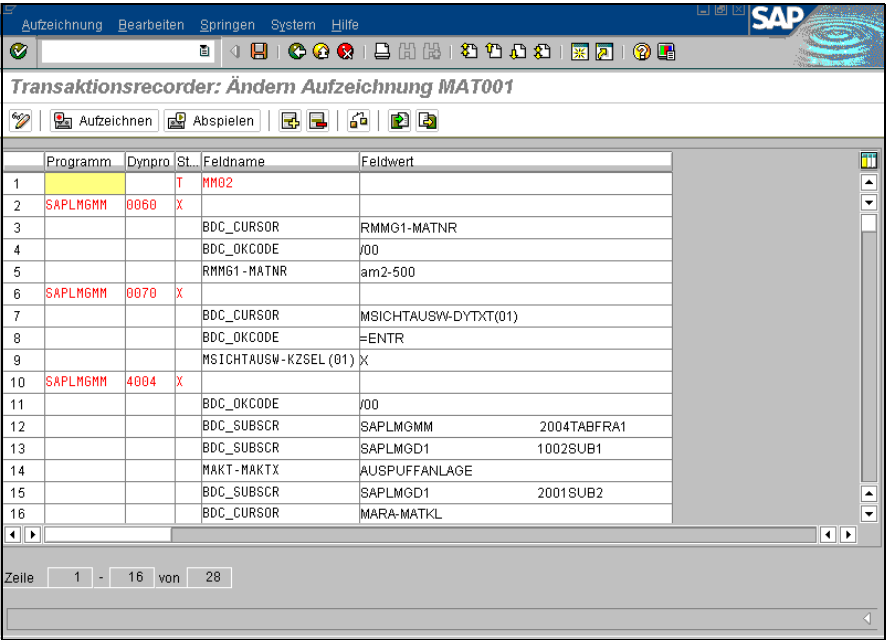 Aufzeichnung Bearbeiten Springen System Hilfe
SAP
Transaktionsrecorder: Ändern Aufzeichnung MAT001
Aufzeichnen Abspielen
Programm Dynpro St.. Feldname Feldwert
1 T MM02
2 SAPLMGMM 0060 X
3 BDC_CURSOR RMMG1-MATNR
4 BDC_OKCODE /00
5 RMMG1-MATNR am2-500
6 SAPLMGMM 0070 X
7 BDC_CURSOR MSICHTAUSW-DYTXT(01)
8 BDC_OKCODE =ENTR
9 MSICHTAUSW-KZSEL(01) X
10 SAPLMGMM 4004 X
11 BDC_OKCODE /00
12 BDC_SUBSCR SAPLMGMM 2004TABFRA1
13 BDC_SUBSCR SAPLMGD1 1002SUB1
14 MAKT-MAKTX AUSPUFFANLAGE
15 BDC_SUBSCR SAPLMGD1 2001SUB2
16 BDC_CURSOR MARA-MATKL
Zeile 1 - 16 von 28